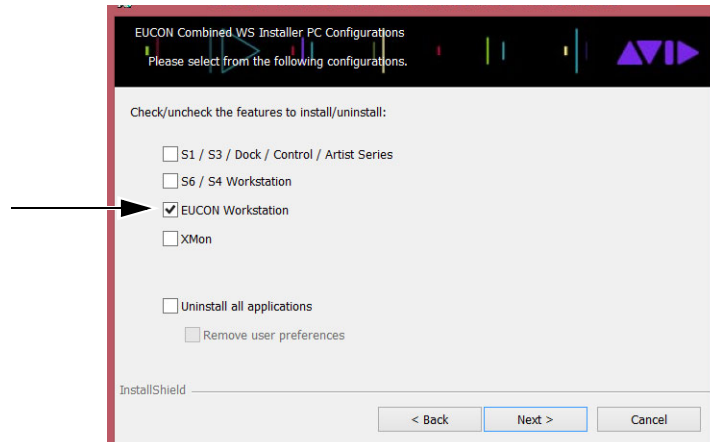 EUCON Combined WS Installer PC Configurations
Please select from the following configurations.
AVID
Check/uncheck the features to install/uninstall:
S1 / S3 / Dock / Control / Artist Series
S6 / S4 Workstation
EUCON Workstation
XMon
Uninstall all applications
Remove user preferences
InstallShield
< Back Next > Cancel